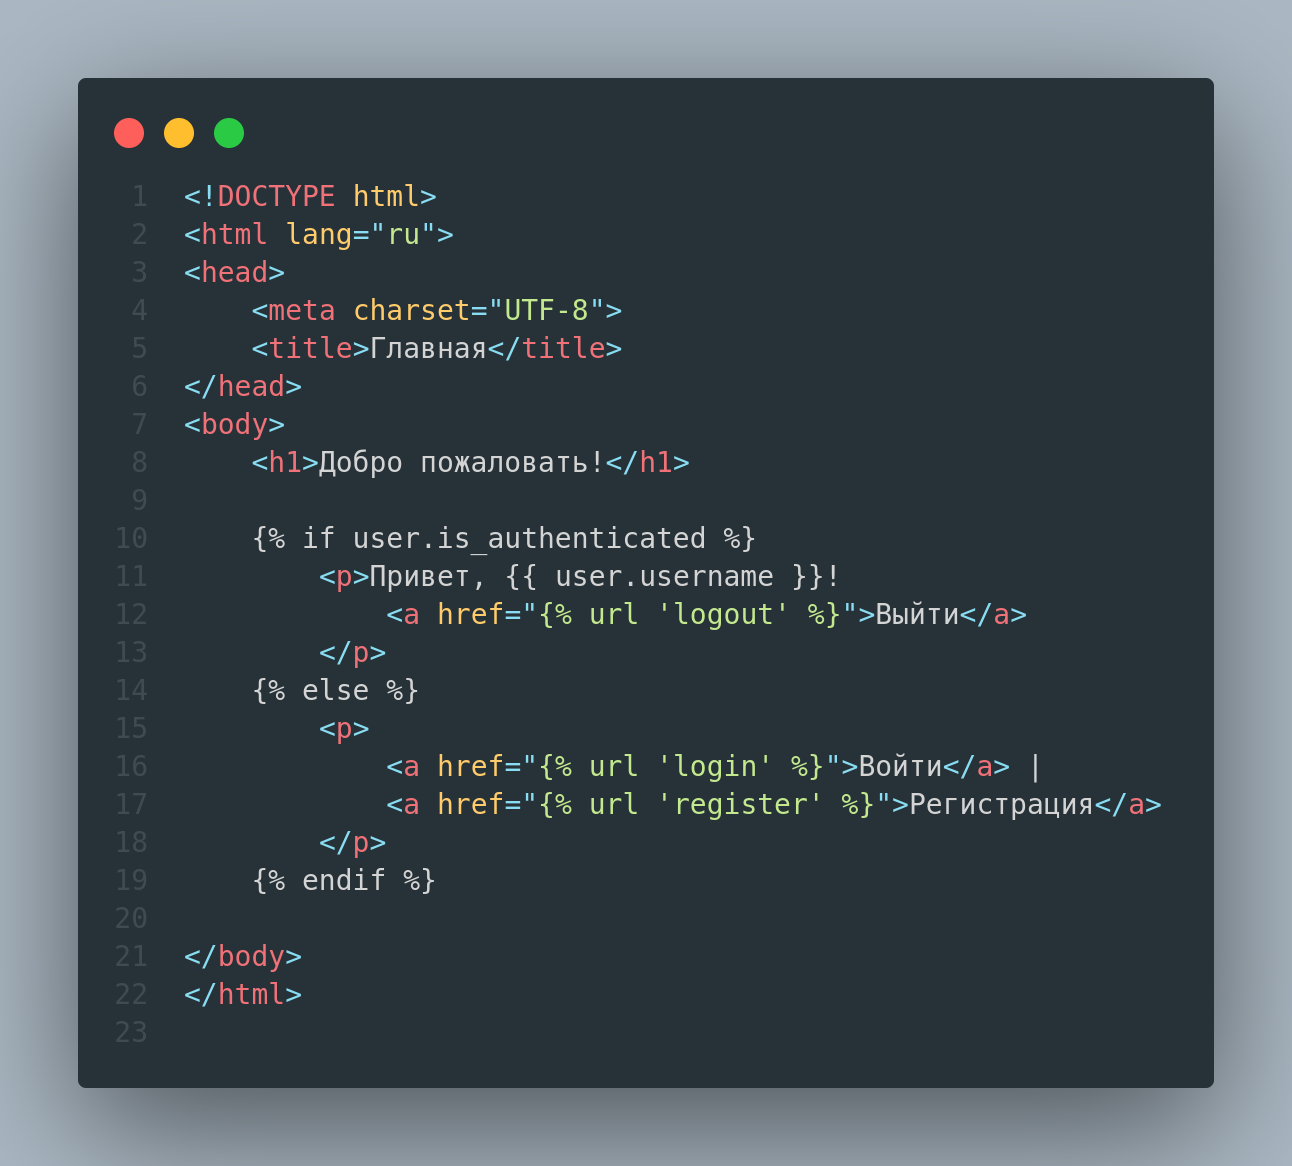 1 <!DOCTYPE html>
2 <html lang="ru">
3 <head>
4     <meta charset="UTF-8">
5     <title>Главная</title>
6 </head>
7 <body>
8     <h1>Добро пожаловать!</h1>
9
10     {% if user.is_authenticated %}
11         <p>Привет, {{ user.username }}!
12             <a href="{% url 'logout' %}">Выйти</a>
13         </p>
14     {% else %}
15         <p>
16             <a href="{% url 'login' %}">Войти</a> |
17             <a href="{% url 'register' %}">Регистрация</a>
18         </p>
19     {% endif %}
20
21 </body>
22 </html>
23